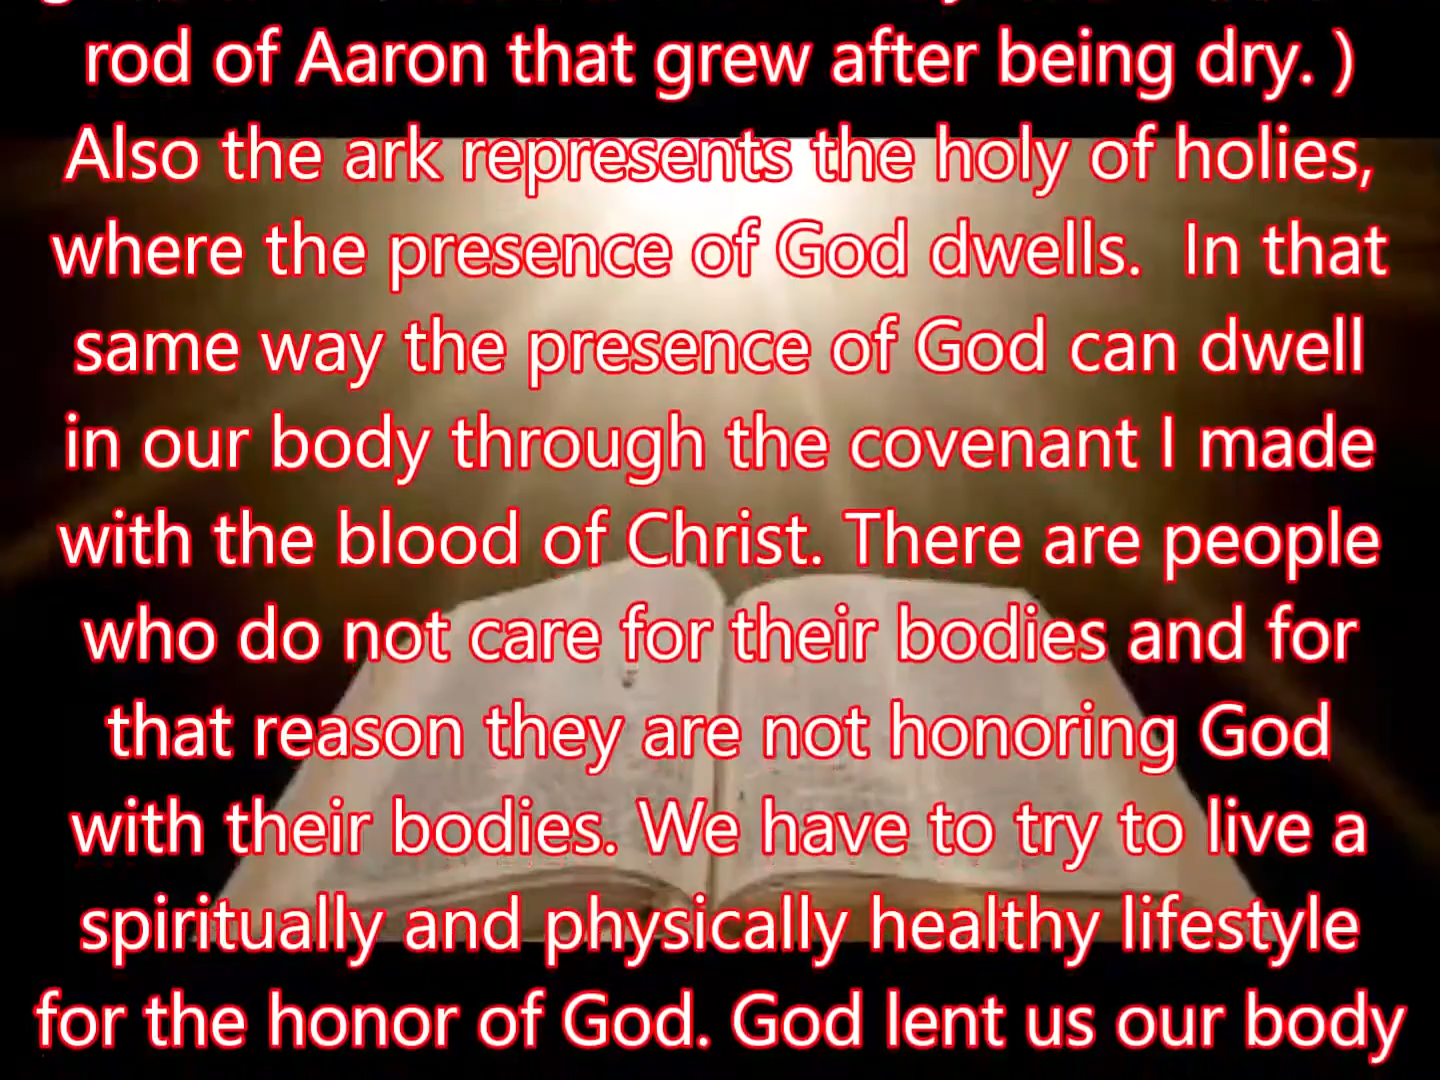 rod of Aaron that grew after being dry. )
Also the ark represents the holy of holies,
where the presence of God dwells.  In that
same way the presence of God can dwell
in our body through the covenant I made
with the blood of Christ. There are people
who do not care for their bodies and for
that reason they are not honoring God
with their bodies. We have to try to live a
spiritually and physically healthy lifestyle
for the honor of God. God lent us our body